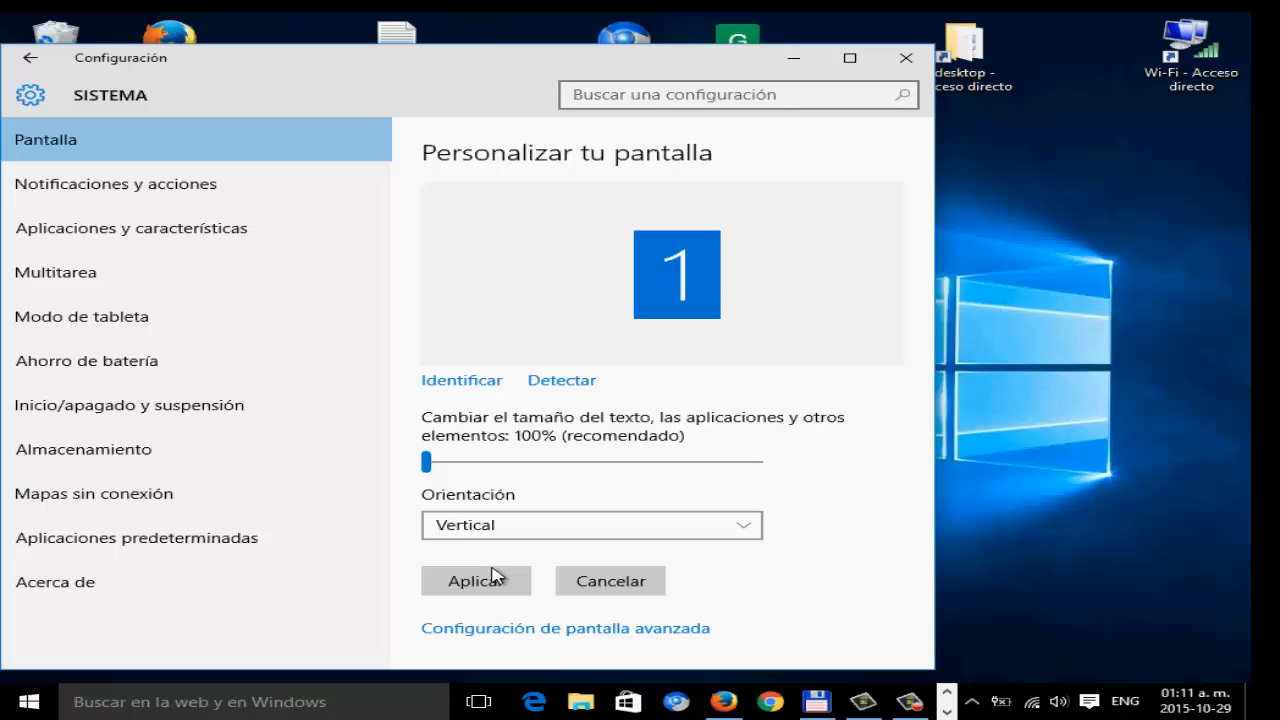 Configuración
SISTEMA
Buscar una configuración
Pantalla
Notificaciones y acciones
Aplicaciones y características
Multitarea
Modo de tableta
Ahorro de batería
Inicio/apagado y suspensión
Almacenamiento
Mapas sin conexión
Aplicaciones predeterminadas
Acerca de
Personalizar tu pantalla
1
Identificar Detectar
Cambiar el tamaño del texto, las aplicaciones y otros
elementos: 100% (recomendado)
Orientación
Vertical
Aplicar Cancelar
Configuración de pantalla avanzada
G
desktop -
ceso directo
Wi-Fi - Acceso
directo
Buscar en la web y en Windows
ENG
01:11 a. m.
2015-10-29